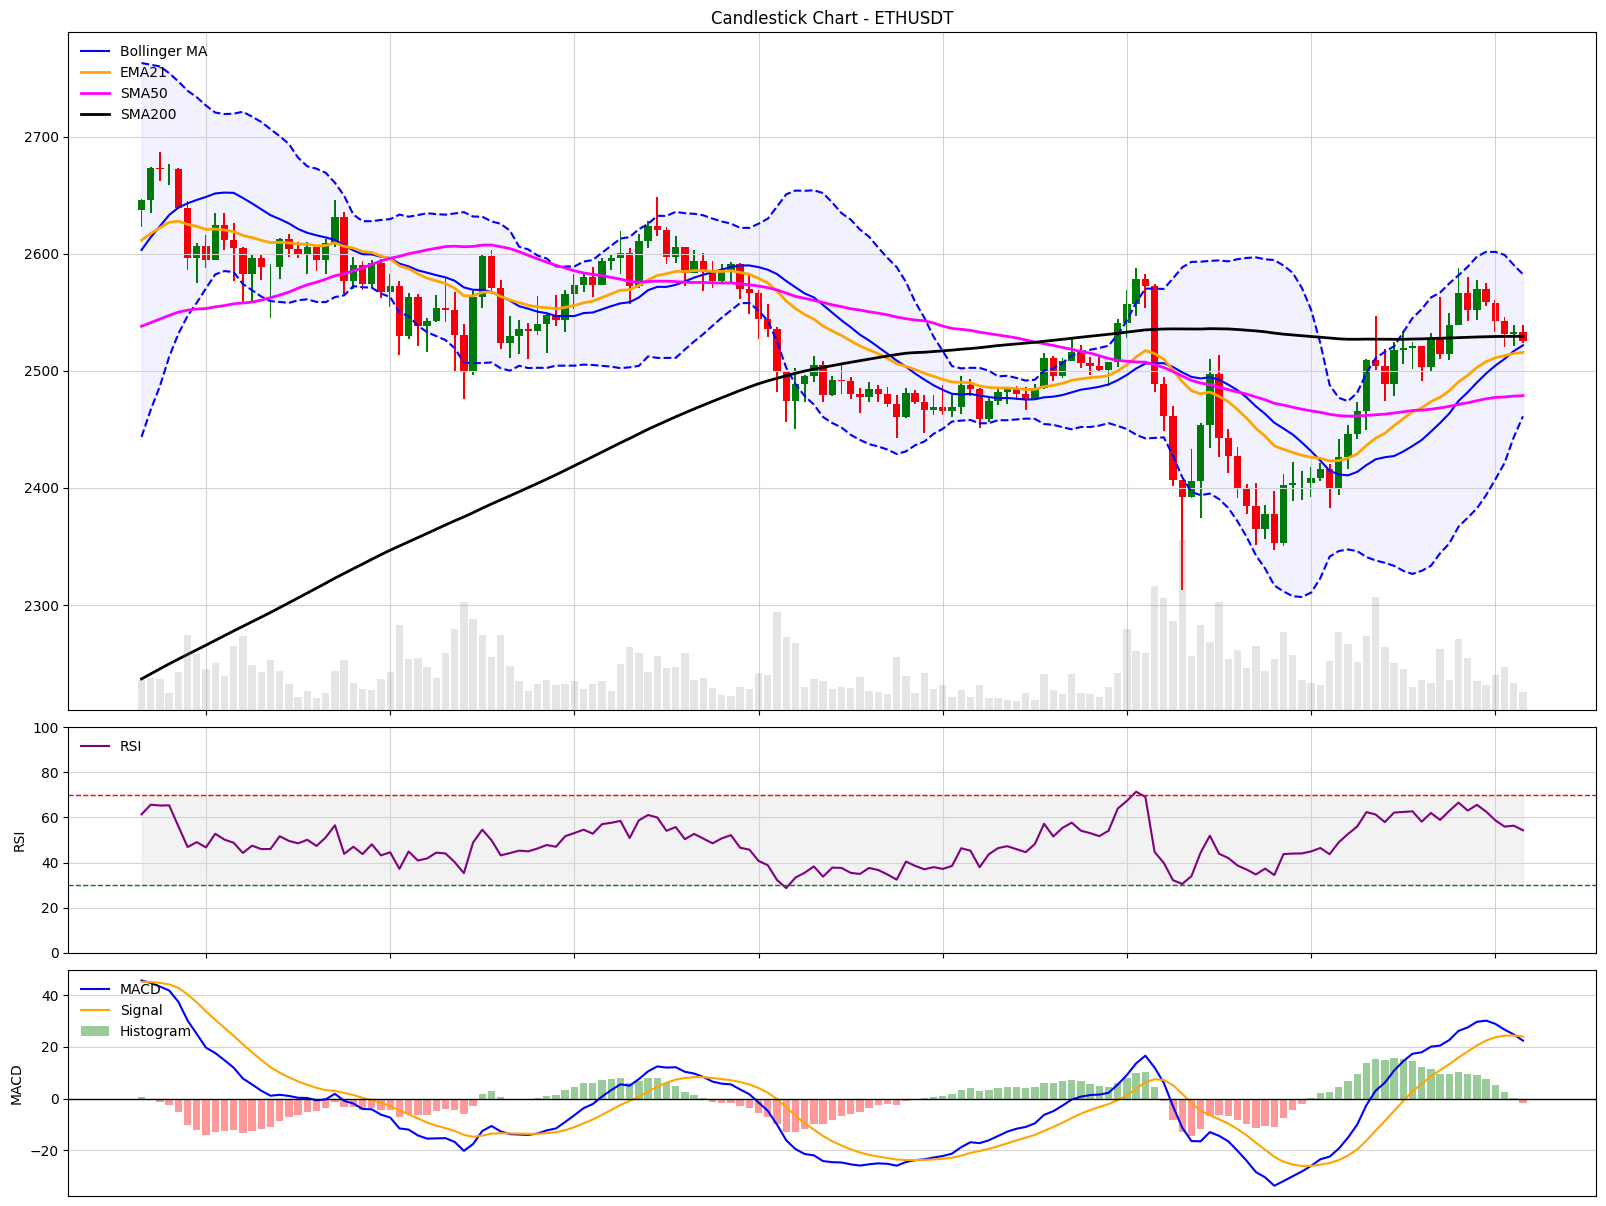 Candlestick Chart - ETHUSDT
Bollinger MA
EMA21
SMA50
SMA200
2700
2600
2500
2400
2300
RSI
100
80
60
40
20
0
RSI
MACD
Signal
Histogram
40
20
0
−20
MACD